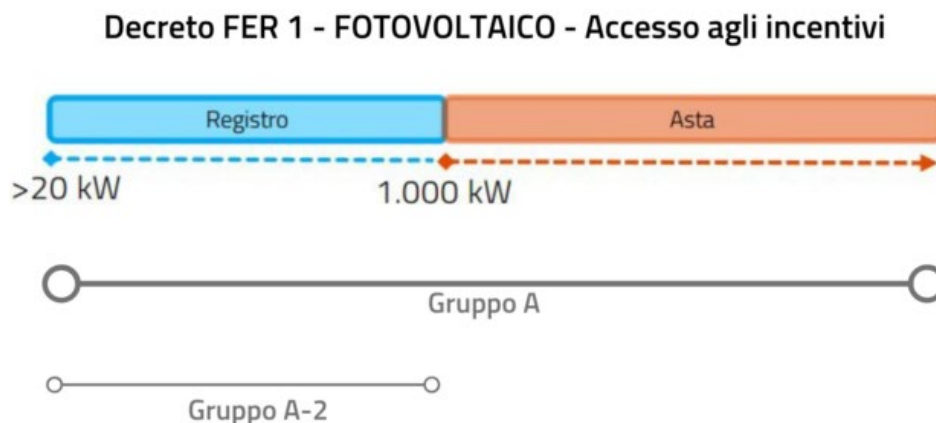 Decreto FER 1 - FOTOVOLTAICO - Accesso agli incentivi
Registro
Asta
>20 kW
1.000 kW
Gruppo A
Gruppo A-2